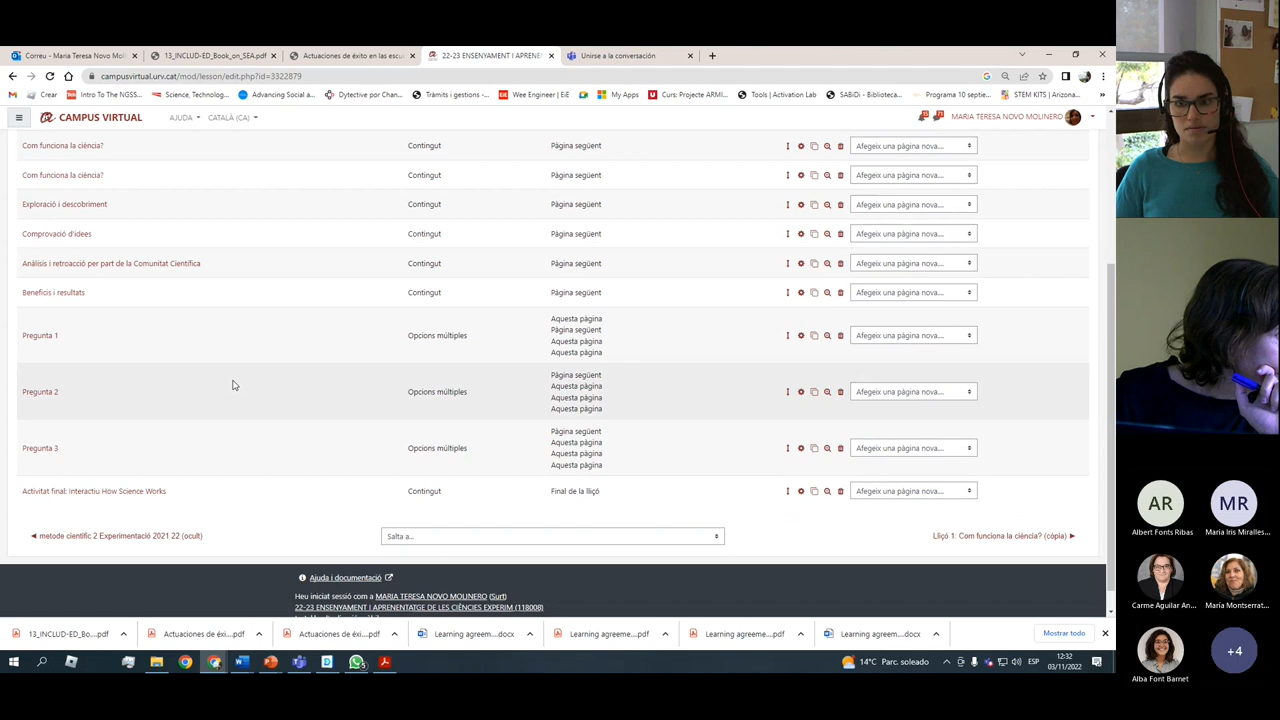 Correu - Maria Teresa Novo Moli
13_INCLUD-ED_Book_on_SEA.pdf
Actuaciones de éxito en las escue
22-23 ENSENYAMENT I APRENE
Unirse a la conversación
campusvirtual.urv.cat/mod/lesson/edit.php?id=3322879
Crear
Intro To The NGSS...
Science, Technolog...
Advancing Social a...
Dytective por Chan...
Tràmits i gestions -...
Wee Engineer | EiE
My Apps
Curs: Projecte ARMI...
Tools | Activation Lab
SABiDi - Biblioteca...
Programa 10 septie...
STEM KITS | Arizona...
CAMPUS VIRTUAL
AJUDA
CATALÀ (CA)
MARIA TERESA NOVO MOLINERO
Com funciona la ciència? Contingut Pàgina següent Afegeix una pàgina nova...
Com funciona la ciència? Contingut Pàgina següent Afegeix una pàgina nova...
Exploració i descobriment Contingut Pàgina següent Afegeix una pàgina nova...
Comprovació d'idees Contingut Pàgina següent Afegeix una pàgina nova...
Anàlisis i retroacció per part de la Comunitat Científica Contingut Pàgina següent Afegeix una pàgina nova...
Beneficis i resultats Contingut Pàgina següent Afegeix una pàgina nova...
Aquesta pàgina
Pàgina següent
Pregunta 1 Opcions múltiples Afegeix una pàgina nova...
Aquesta pàgina
Aquesta pàgina
Pàgina següent
Aquesta pàgina
Pregunta 2 Opcions múltiples Afegeix una pàgina nova...
Aquesta pàgina
Aquesta pàgina
Pàgina següent
Aquesta pàgina
Pregunta 3 Opcions múltiples Afegeix una pàgina nova...
Aquesta pàgina
Aquesta pàgina
Activitat final: Interactiu How Science Works Contingut Final de la lliçó Afegeix una pàgina nova...
◄ metode cientific 2 Experimentació 2021 22 (ocult)
Salta a...
Lliçó 1: Com funciona la ciència? (còpia) ►
Ajuda i documentació
Heu iniciat sessió com a MARIA TERESA NOVO MOLINERO (Surt)
22-23 ENSENYAMENT I APRENENTATGE DE LES CIÈNCIES EXPERIM (118008)
13_INCLUD-ED_Bo....pdf
Actuaciones de éxi....pdf
Actuaciones de éxi....pdf
Learning agreem....docx
Learning agreeme....pdf
Learning agreeme....pdf
Learning agreem....docx
Mostrar todo
14°C Parc. soleado
ESP
12:32
03/11/2022
AR
MR
Albert Fonts Ribas
Maria Iris Miralles...
Carme Aguilar An...
María Montserrat...
+4
Alba Font Barnet